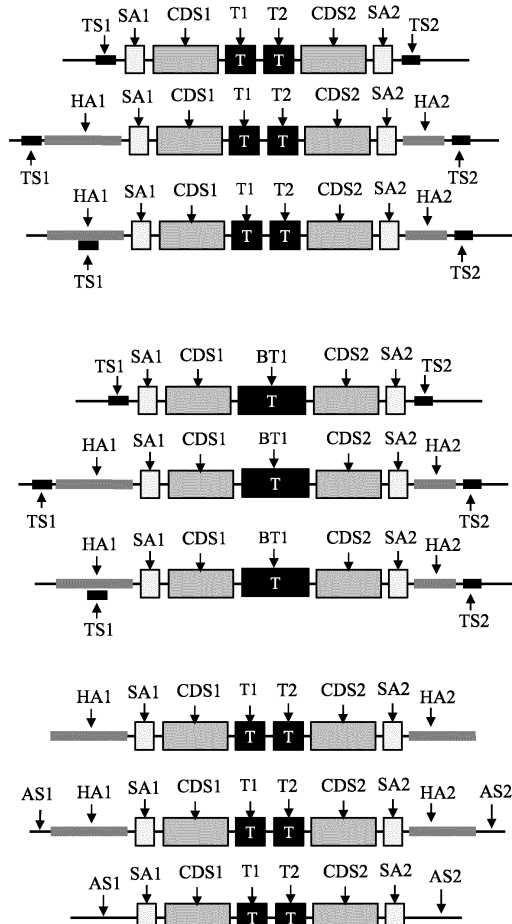 TS1 SA1 CDS1 T1 T2 CDS2 SA2 TS2
T T
HA1 SA1 CDS1 T1 T2 CDS2 SA2 HA2
T T
TS1 TS2
HA1 SA1 CDS1 T1 T2 CDS2 SA2 HA2
T T
TS1 TS2
TS1 SA1 CDS1 BT1 CDS2 SA2 TS2
T
HA1 SA1 CDS1 BT1 CDS2 SA2 HA2
T
TS1 TS2
HA1 SA1 CDS1 BT1 CDS2 SA2 HA2
T
TS1 TS2
HA1 SA1 CDS1 T1 T2 CDS2 SA2 HA2
T T
AS1 HA1 SA1 CDS1 T1 T2 CDS2 SA2 HA2 AS2
T T
AS1 SA1 CDS1 T1 T2 CDS2 SA2 AS2
T T